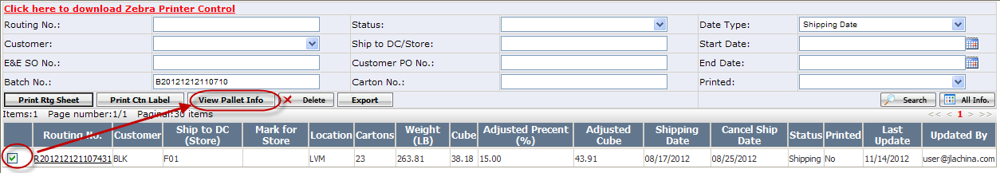 Click here to download Zebra Printer Control
Routing No.: Status: Date Type: Shipping Date
Customer: Ship to DC/Store: Start Date:
E&E SO No.: Customer PO No.: End Date:
Batch No.: B20121212110710 Carton No.: Printed:
Print Rtg Sheet Print Ctn Label View Pallet Info Delete Export Search All Info.
Items:1 Page number:1/1 Paginal:30 items << < 1 > >>
Routing No. Customer Ship to DC (Store) Mark for Store Location Cartons Weight (LB) Cube Adjusted Precent (%) Adjusted Cube Shipping Date Cancel Ship Date Status Printed Last Update Updated By
R201212121107431 BLK F01 LVM 23 263.81 38.18 15.00 43.91 08/17/2012 08/25/2012 Shipping No 11/14/2012 user@jlachina.com